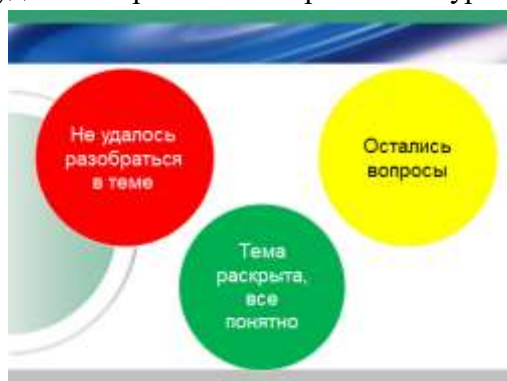 Не удалось
разобраться
в теме
Остались
вопросы
Тема
раскрыта,
все
понятно